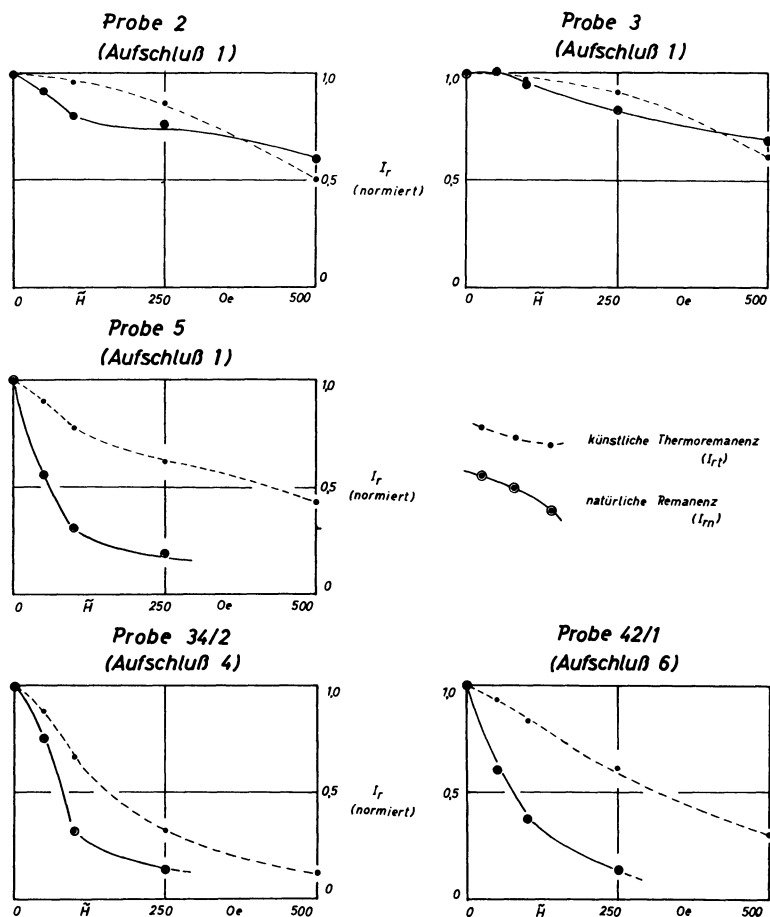 Probe 2
(Aufschluß 1)
1,0
0,5
0
I_r
(normiert)
0 H̃ 250 Oe 500
Probe 3
(Aufschluß 1)
1,0
0,5
0
0 H̃ 250 Oe 500
Probe 5
(Aufschluß 1)
1,0
0,5
0
I_r
(normiert)
0 H̃ 250 Oe 500
künstliche Thermoremanenz
(I_rt)
natürliche Remanenz
(I_rn)
Probe 34/2
(Aufschluß 4)
1,0
0,5
0
I_r
(normiert)
0 H̃ 250 Oe 500
Probe 42/1
(Aufschluß 6)
1,0
0,5
0
0 H̃ 250 Oe 500